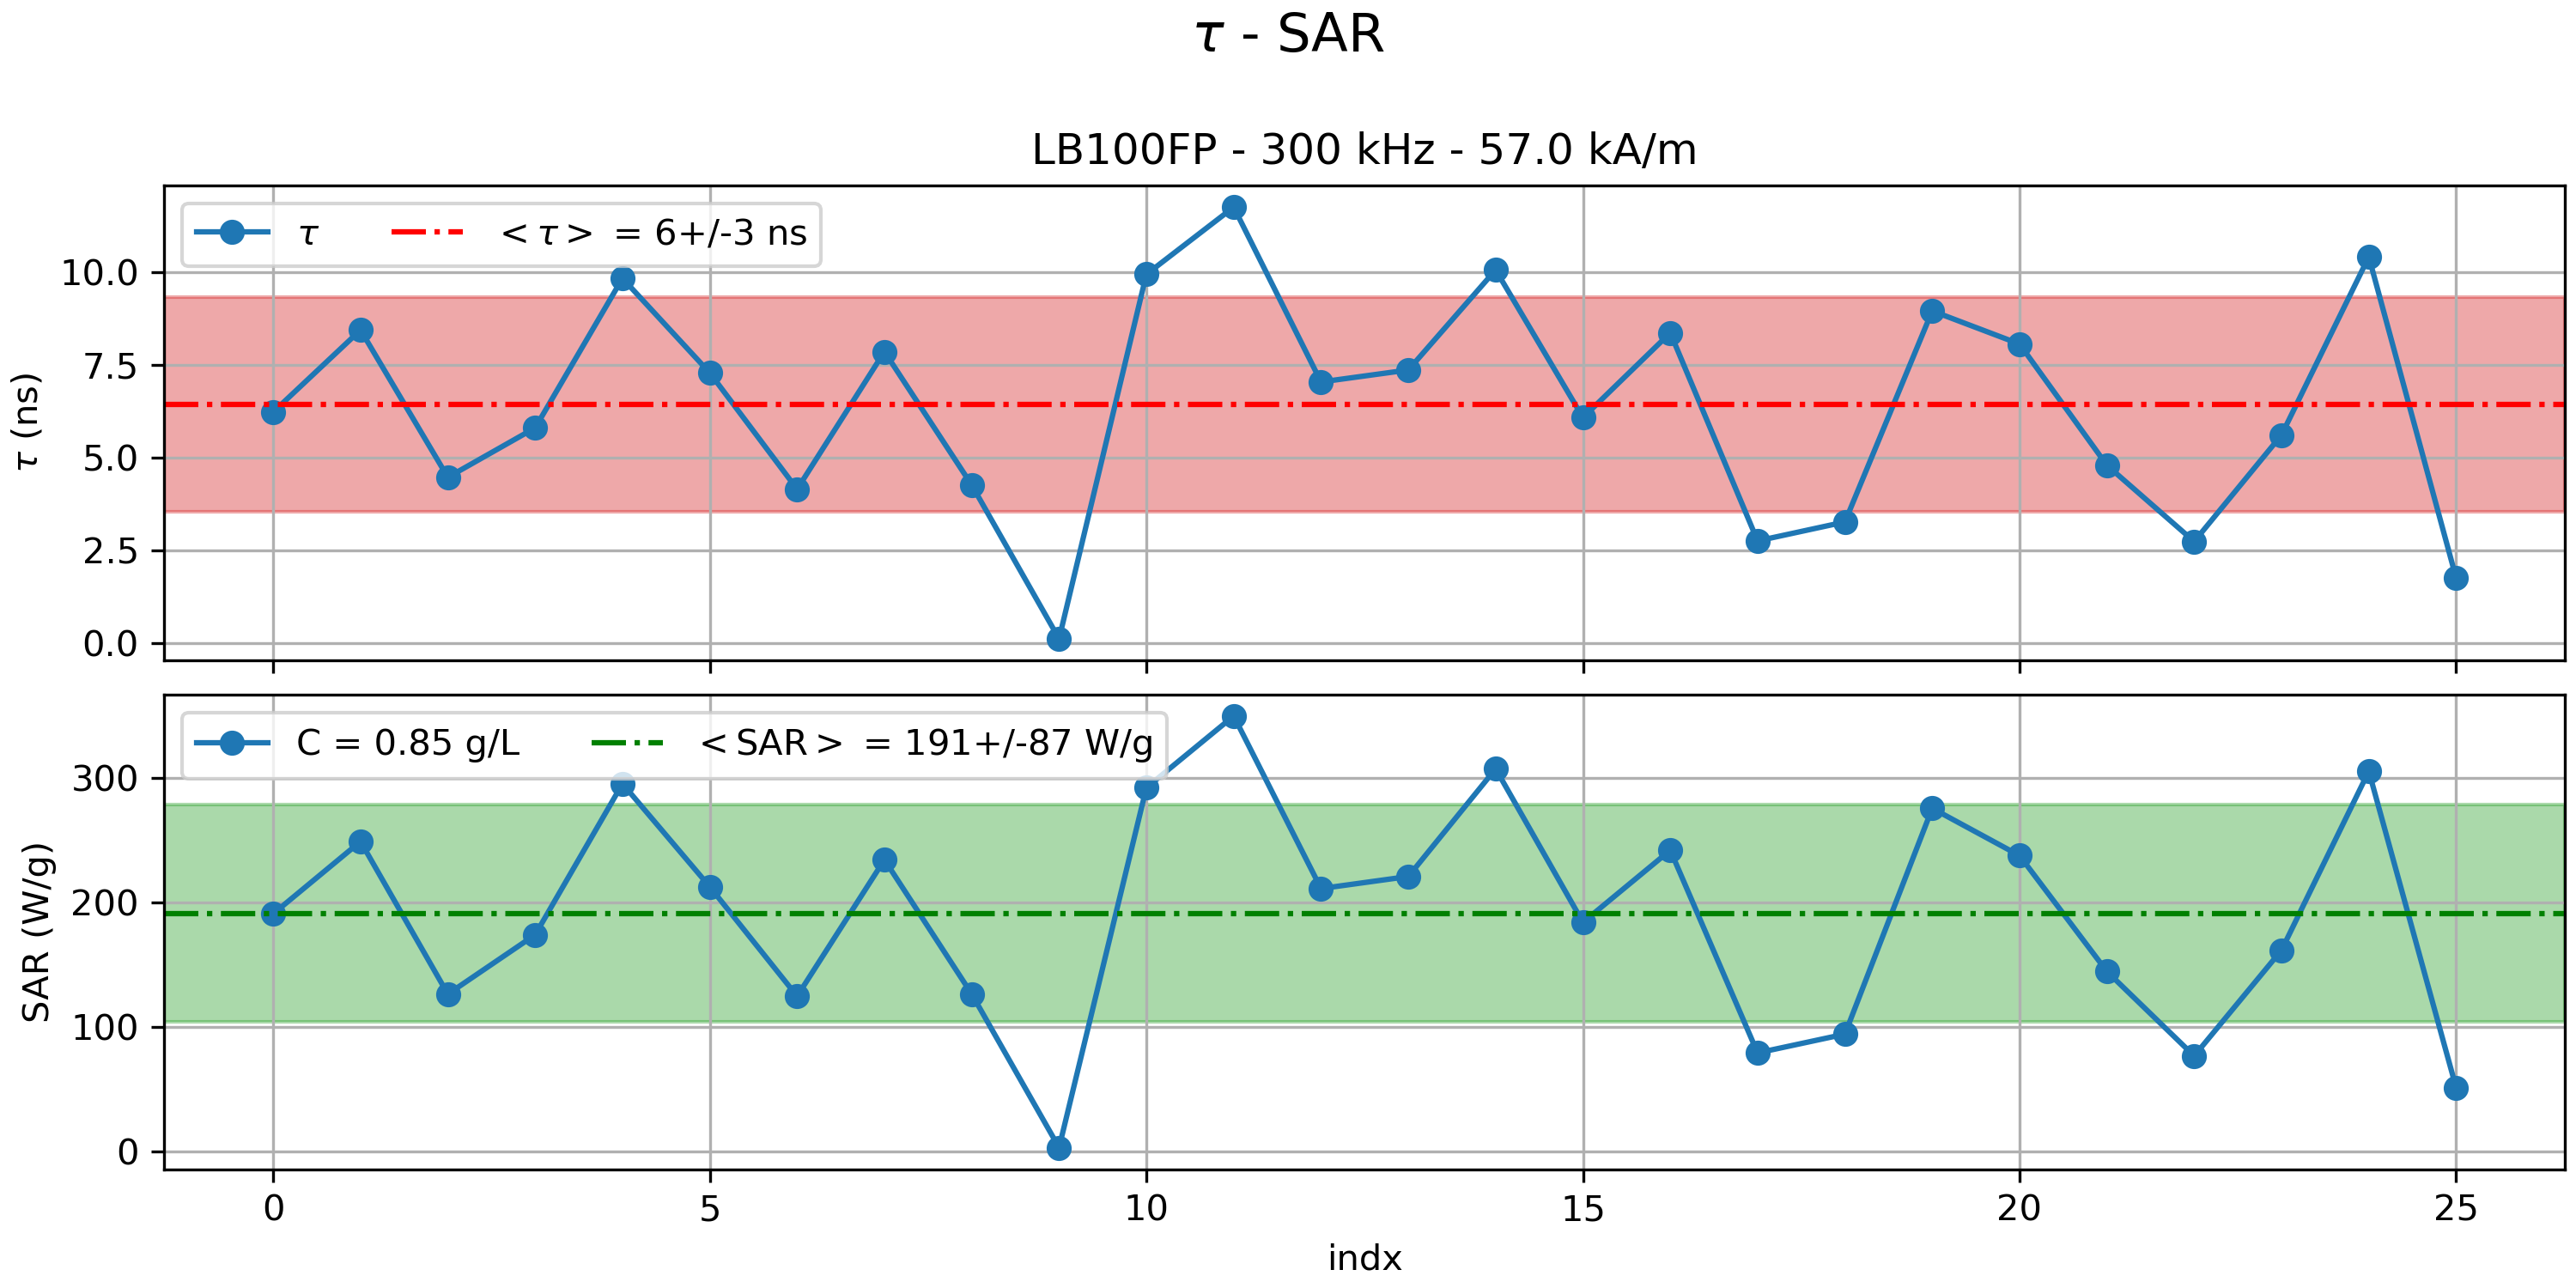 τ - SAR
LB100FP - 300 kHz - 57.0 kA/m
τ
<τ> = 6+/-3 ns
10.0
7.5
5.0
2.5
0.0
τ (ns)
C = 0.85 g/L
<SAR> = 191+/-87 W/g
300
200
100
0
SAR (W/g)
0 5 10 15 20 25
indx